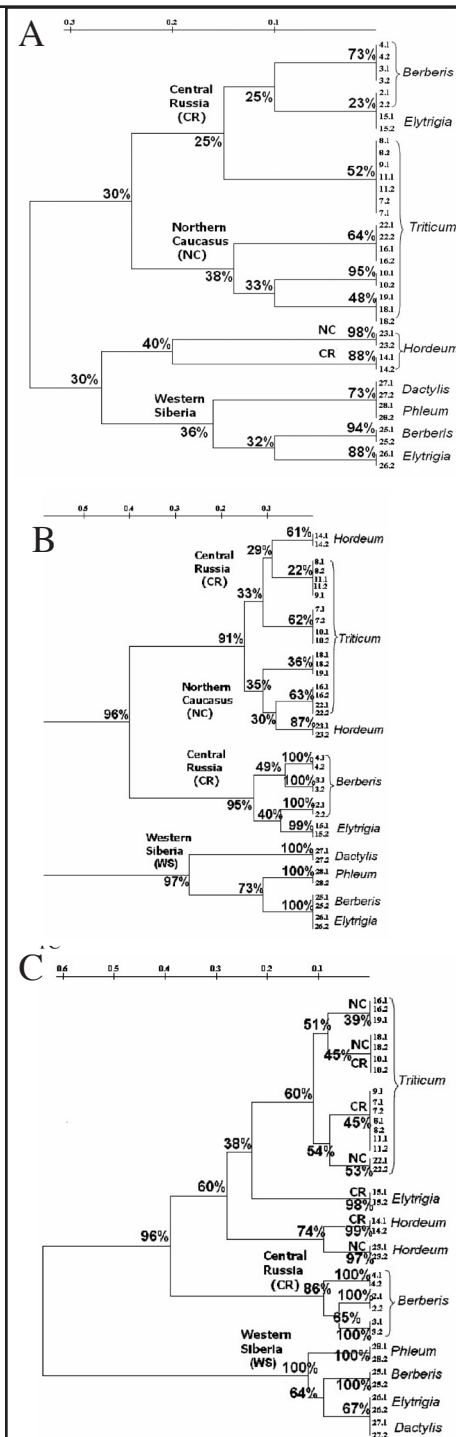 A
0.3 0.2 0.1 0
4.1
73% 4.2
3.1
3.2
Berberis
Central
Russia
(CR)
25%
2.1
23% 2.2
15.1
15.2
Elytrigia
25%
8.1
8.2
9.1
52% 11.1
11.2
7.2
7.1
Triticum
30%
Northern
Caucasus
(NC)
22.1
64% 22.2
16.1
16.2
38%
33%
95% 10.1
10.2
48% 19.1
18.1
18.2
NC 98% 23.1
23.2
40%
CR 88% 14.1
14.2
Hordeum
30%
Western
Siberia
27.1
73% 27.2
28.1
28.2
Dactylis
Phleum
36%
32%
94% 25.1
25.2
Berberis
88% 26.1
26.2
Elytrigia
0.5 0.4 0.3 0.2 0.1
B
61% 14.1
14.2
Hordeum
29%
Central
Russia
(CR)
8.1
22% 8.2
11.1
11.2
9.1
33%
7.1
62% 7.2
10.1
10.2
Triticum
91%
36% 18.1
18.2
19.1
35%
Northern
Caucasus
(NC)
16.1
63% 16.2
22.1
22.2
30%
87% 23.1
23.2
Hordeum
96%
Central
Russia
(CR)
100% 4.1
4.2
49%
100% 3.1
3.2
Berberis
95%
100% 2.1
2.2
40%
99% 15.1
15.2
Elytrigia
Western
Siberia
(WS)
100% 27.1
27.2
Dactylis
97%
100% 28.1
28.2
Phleum
73%
100% 25.1
25.2
Berberis
26.1
26.2
Elytrigia
C
0.6 0.5 0.4 0.3 0.2 0.1
NC 16.1
16.2
39% 19.1
51%
NC 18.1
45% 18.2
CR 10.1
10.2
Triticum
60%
9.1
CR 7.1
7.2
45% 8.1
8.2
11.1
11.2
54%
NC 22.1
53% 22.2
38%
CR 15.1
98% 15.2
Elytrigia
60%
CR 14.1
99% 14.2
Hordeum
74%
NC 23.1
97% 23.2
Hordeum
96%
Central
Russia
(CR)
100% 4.1
4.2
86%
100% 2.1
2.2
Berberis
65%
3.1
100% 3.2
Western
Siberia
(WS)
100% 28.1
28.2
Phleum
100%
25.1
100% 25.2
Berberis
64%
26.1
67% 26.2
Elytrigia
27.1
27.2
Dactylis